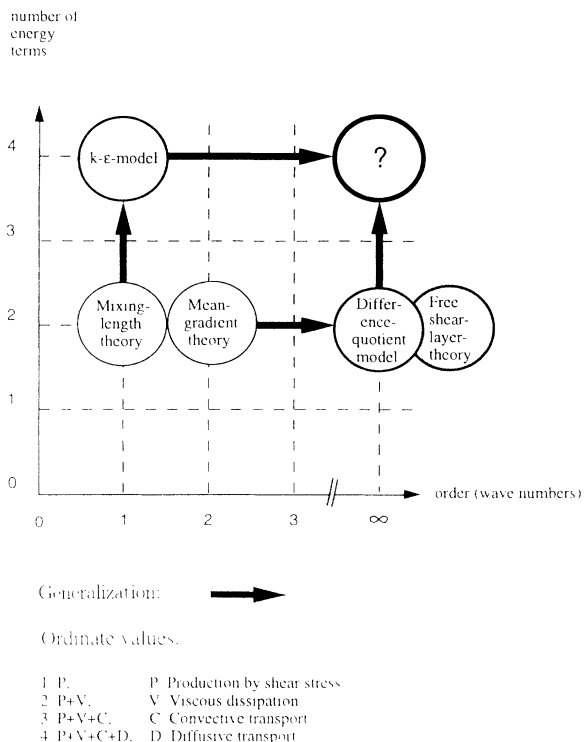 number of
energy
terms
4
k-ε-model
?
3
2
Mixing-
length
theory
Mean-
gradient
theory
Differ-
ence-
quotient
model
Free
shear-
layer-
theory
1
0
order (wave numbers)
0 1 2 3 ∞
Generalization:
Ordinate values.
1 P, P Production by shear stress
2 P+V, V Viscous dissipation
3 P+V+C, C Convective transport
4 P+V+C+D, D Diffusive transport